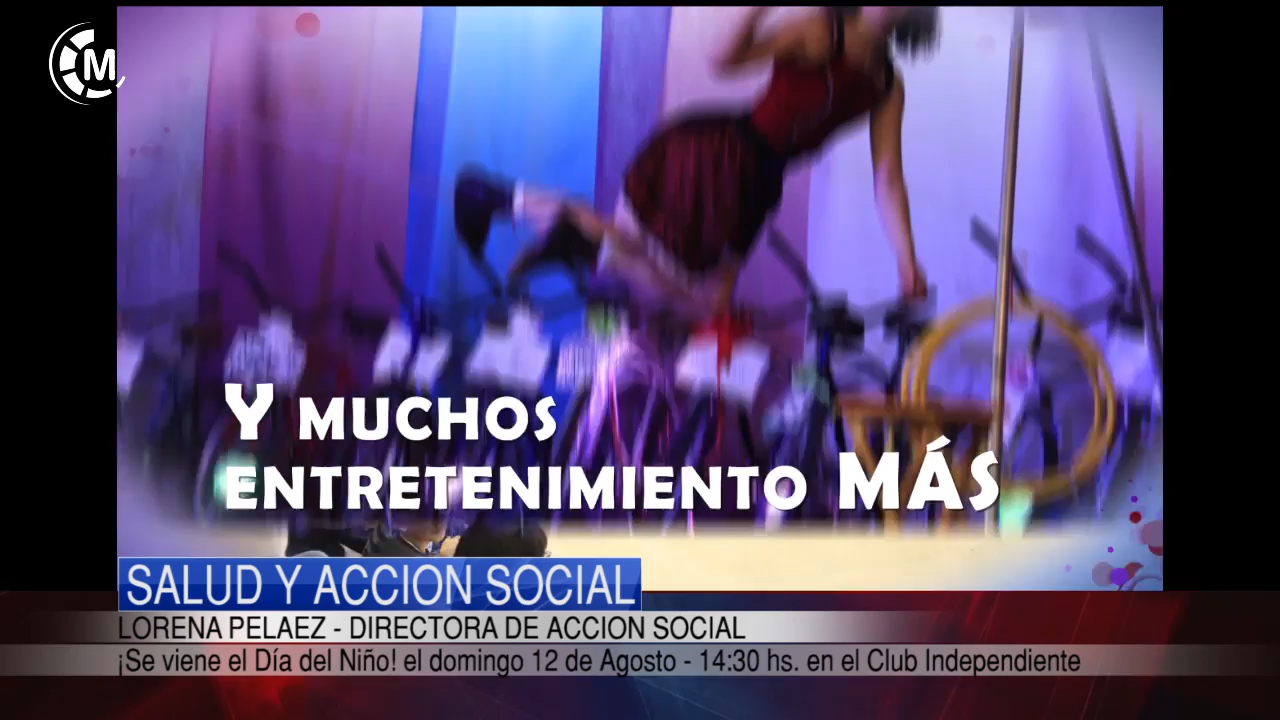 M
Y MUCHOS
ENTRETENIMIENTO MÁS
SALUD Y ACCION SOCIAL
LORENA PELAEZ - DIRECTORA DE ACCION SOCIAL
¡Se viene el Día del Niño! el domingo 12 de Agosto - 14:30 hs. en el Club Independiente